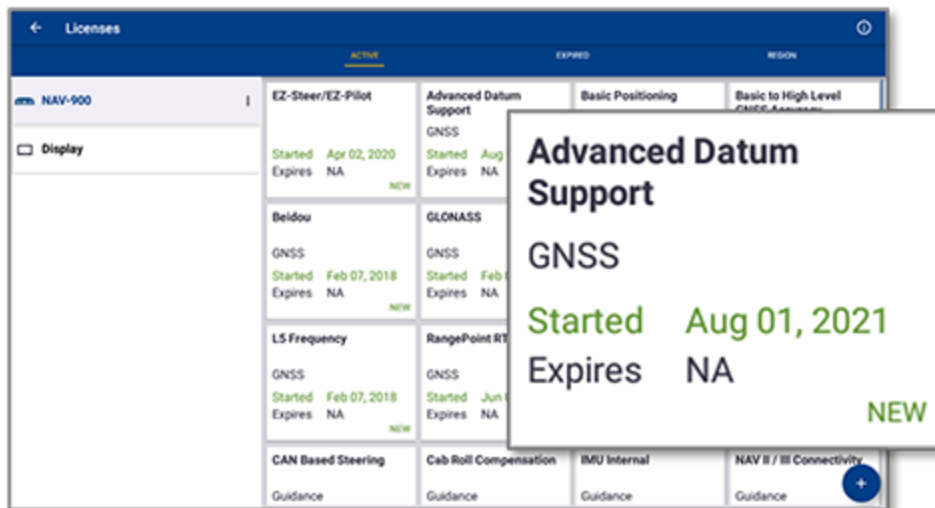 Licenses
ACTIVE
EXPIRED
REGION
NAV-900
Display
EZ-Steer/EZ-Pilot
Started Apr 02, 2020
Expires NA
NEW
Advanced Datum
Support
GNSS
Started Aug
Expires NA
Basic Positioning
Basic to High Level
GNSS Accuracy
Beidou
GNSS
Started Feb 07, 2018
Expires NA
NEW
GLONASS
GNSS
Started Feb
Expires NA
L5 Frequency
GNSS
Started Feb 07, 2018
Expires NA
NEW
RangePoint RT
GNSS
Started Jun
Expires NA
CAN Based Steering
Guidance
Cab Roll Compensation
Guidance
IMU Internal
Guidance
NAV II / III Connectivity
Guidance
Advanced Datum
Support
GNSS
Started Aug 01, 2021
Expires NA
NEW